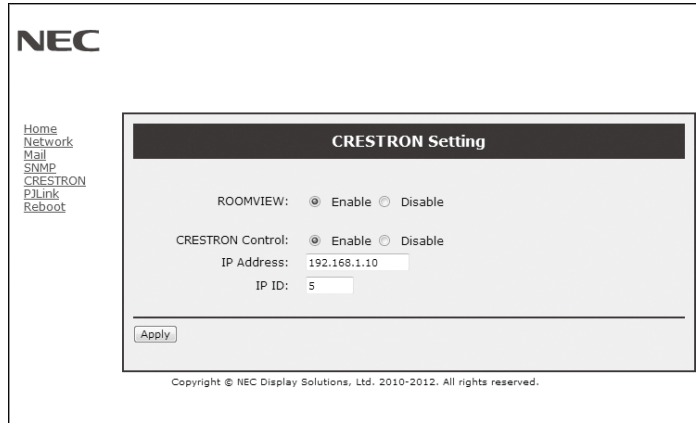 NEC
Home
Network
Mail
SNMP
CRESTRON
PJLink
Reboot
CRESTRON Setting
ROOMVIEW: Enable Disable
CRESTRON Control: Enable Disable
IP Address: 192.168.1.10
IP ID: 5
Apply
Copyright © NEC Display Solutions, Ltd. 2010-2012. All rights reserved.